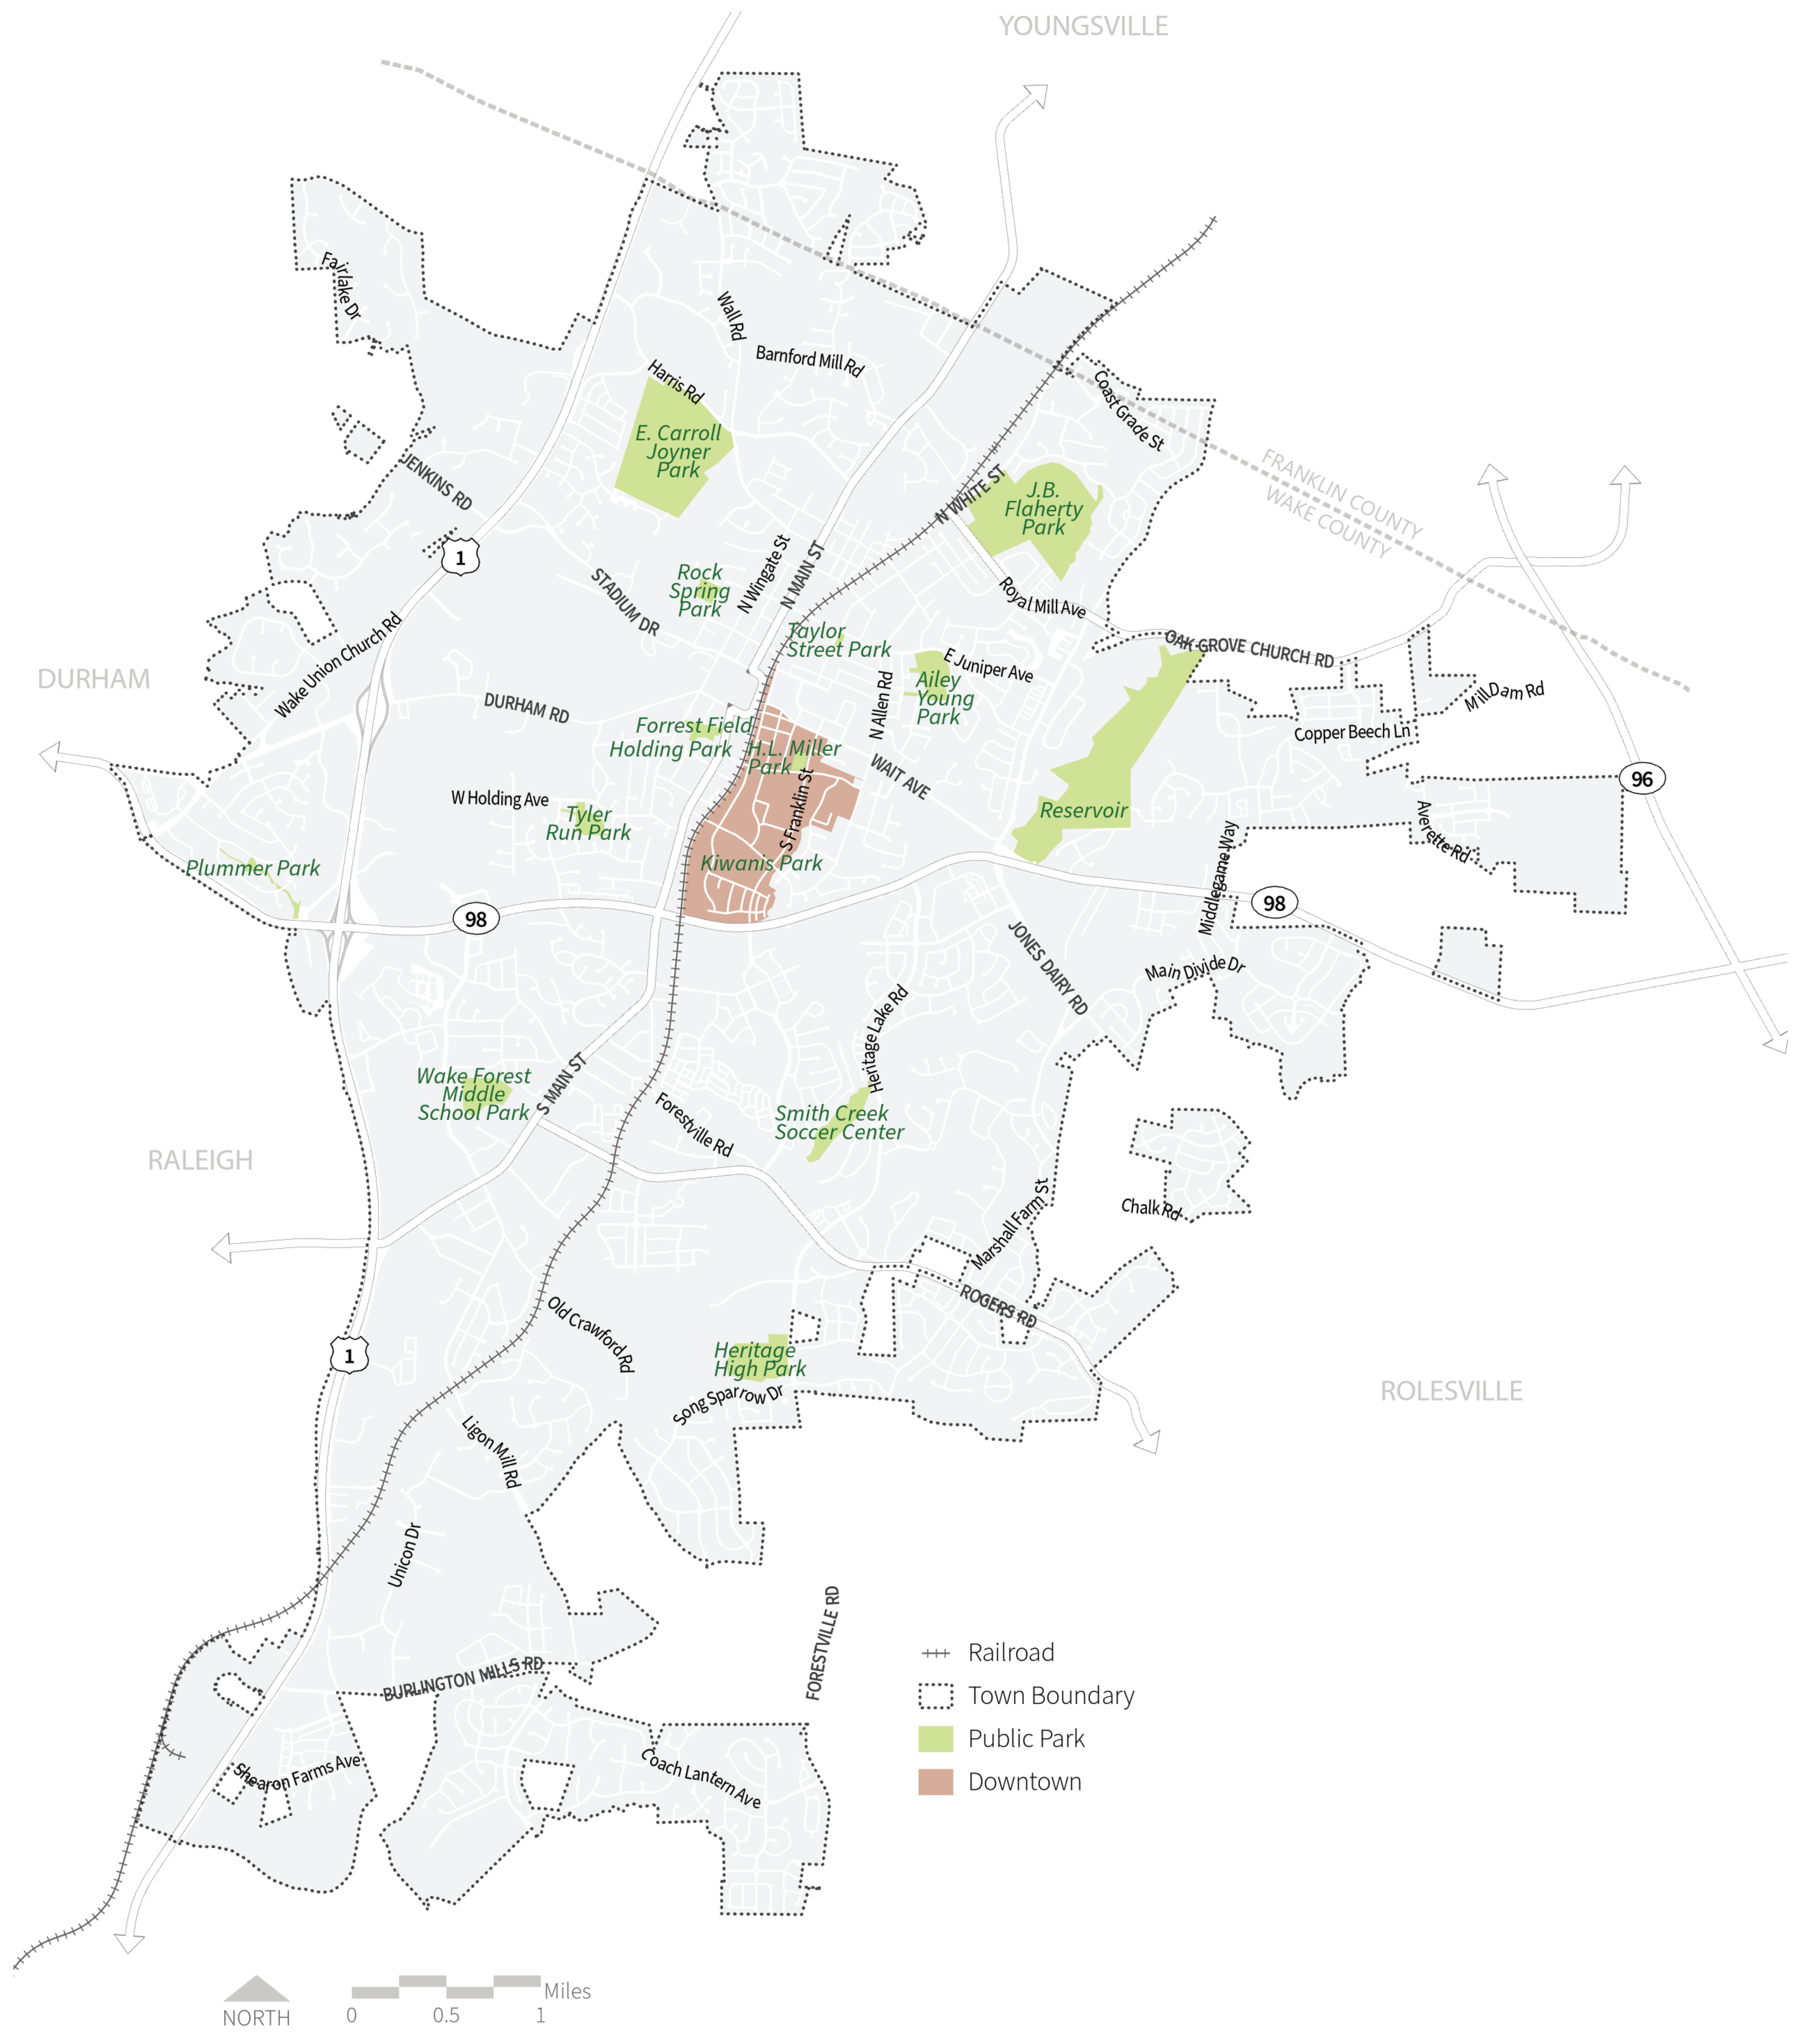 YOUNGSVILLE
Fairlake Dr
Wall Rd
Barnford Mill Rd
Harris Rd
Coast Grade St
E. Carroll
Joyner
Park
JENKINS RD
FRANKLIN COUNTY
WAKE COUNTY
N WHITE ST
J.B.
Flaherty
Park
1
N Wingate St
N MAIN ST
Rock
Spring
Park
STADIUM DR
Royal Mill Ave
Wake Union Church Rd
Taylor
Street Park
OAK GROVE CHURCH RD
DURHAM
E Juniper Ave
Ailey
Young
Park
N Allen Rd
Mill Dam Rd
DURHAM RD
Forrest Field
Holding Park
H.L. Miller
Park
Copper Beech Ln
WAIT AVE
96
W Holding Ave
Tyler
Run Park
S Franklin St
Reservoir
Averette Rd
Middlegame Way
Plummer Park
Kiwanis Park
98
98
JONES DAIRY RD
Main Divide Dr
Heritage Lake Rd
Wake Forest
Middle
School Park
S MAIN ST
Forestville Rd
Smith Creek
Soccer Center
RALEIGH
Marshall Farm St
Chalk Rd
ROGERS RD
Old Crawford Rd
1
Heritage
High Park
Song Sparrow Dr
ROLESVILLE
Ligon Mill Rd
Unicon Dr
FORESTVILLE RD
BURLINGTON MILLS RD
Shearon Farms Ave
Coach Lantern Ave
Railroad
Town Boundary
Public Park
Downtown
NORTH
Miles
0 0.5 1